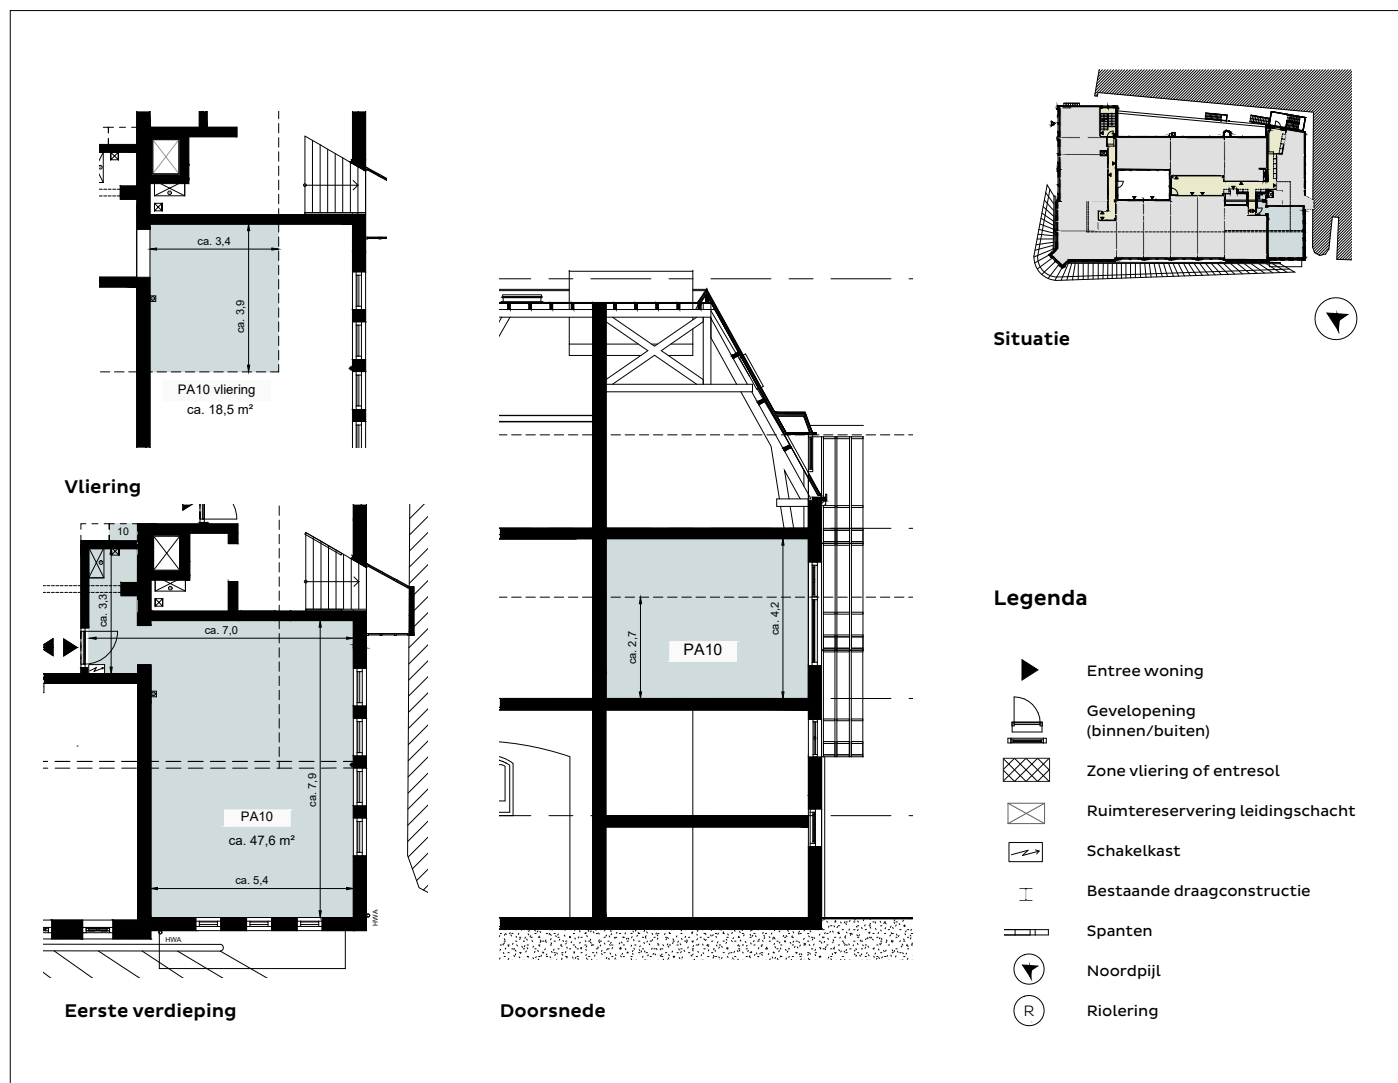 ca. 3,4
ca. 3,9
PA10 vliering
ca. 18,5 m²
Vliering
10
ca. 3,3
ca. 7,0
ca. 7,9
PA10
ca. 47,6 m²
ca. 5,4
HWA
HWA
Eerste verdieping
ca. 2,7
ca. 4,2
PA10
Doorsnede
Situatie
Legenda
Entree woning
Gevelopening
(binnen/buiten)
Zone vliering of entresol
Ruimtereservering leidingschacht
Schakelkast
Bestaande draagconstructie
Spanten
Noordpijl
R
Riolering